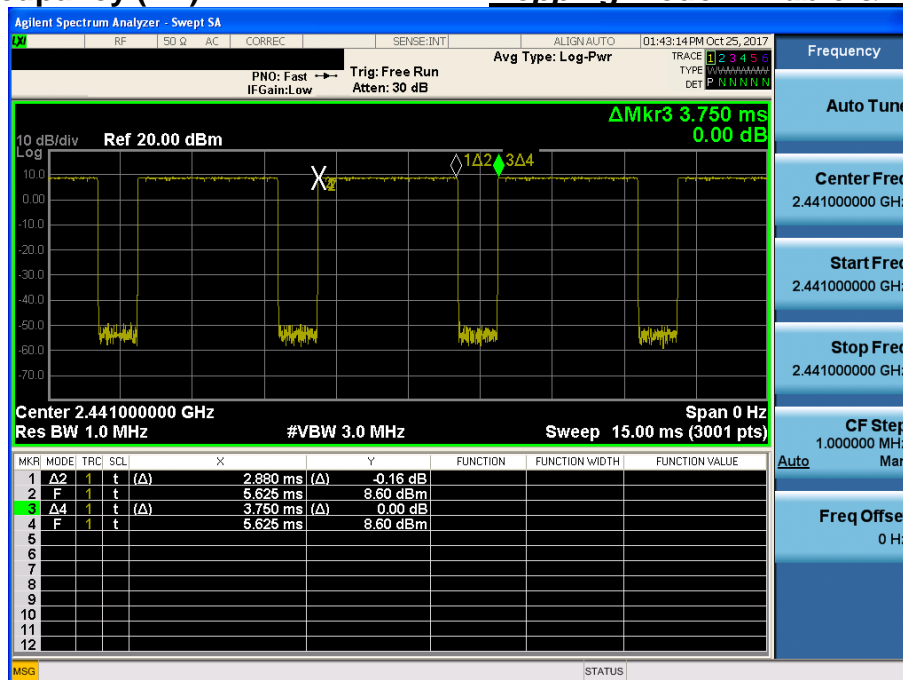 Agilent Spectrum Analyzer - Swept SA
LXI RF 50 Ω AC CORREC SENSE:INT ALIGN AUTO 01:43:14 PM Oct 25, 2017
Frequency
Avg Type: Log-Pwr
TRACE 1 2 3 4 5 6
PNO: Fast Trig: Free Run
TYPE WWWWWW
IFGain:Low Atten: 30 dB
DET P N N N N N
Auto Tune
ΔMkr3 3.750 ms
0.00 dB
10 dB/div Ref 20.00 dBm
Log
1Δ2 3Δ4
10.0
0.00
-10.0
-20.0
-30.0
-40.0
-50.0
-60.0
-70.0
Center Freq
2.441000000 GHz
Start Freq
2.441000000 GHz
Stop Freq
2.441000000 GHz
Center 2.441000000 GHz Span 0 Hz
Res BW 1.0 MHz #VBW 3.0 MHz Sweep 15.00 ms (3001 pts)
CF Step
1.000000 MHz
Auto Man
MKR MODE TRC SCL X Y FUNCTION FUNCTION WIDTH FUNCTION VALUE
1 Δ2 1 t (Δ) 2.880 ms (Δ) -0.16 dB
2 F 1 t 5.625 ms 8.60 dBm
3 Δ4 1 t (Δ) 3.750 ms (Δ) 0.00 dB
4 F 1 t 5.625 ms 8.60 dBm
5
6
7
8
9
10
11
12
Freq Offset
0 Hz
MSG STATUS